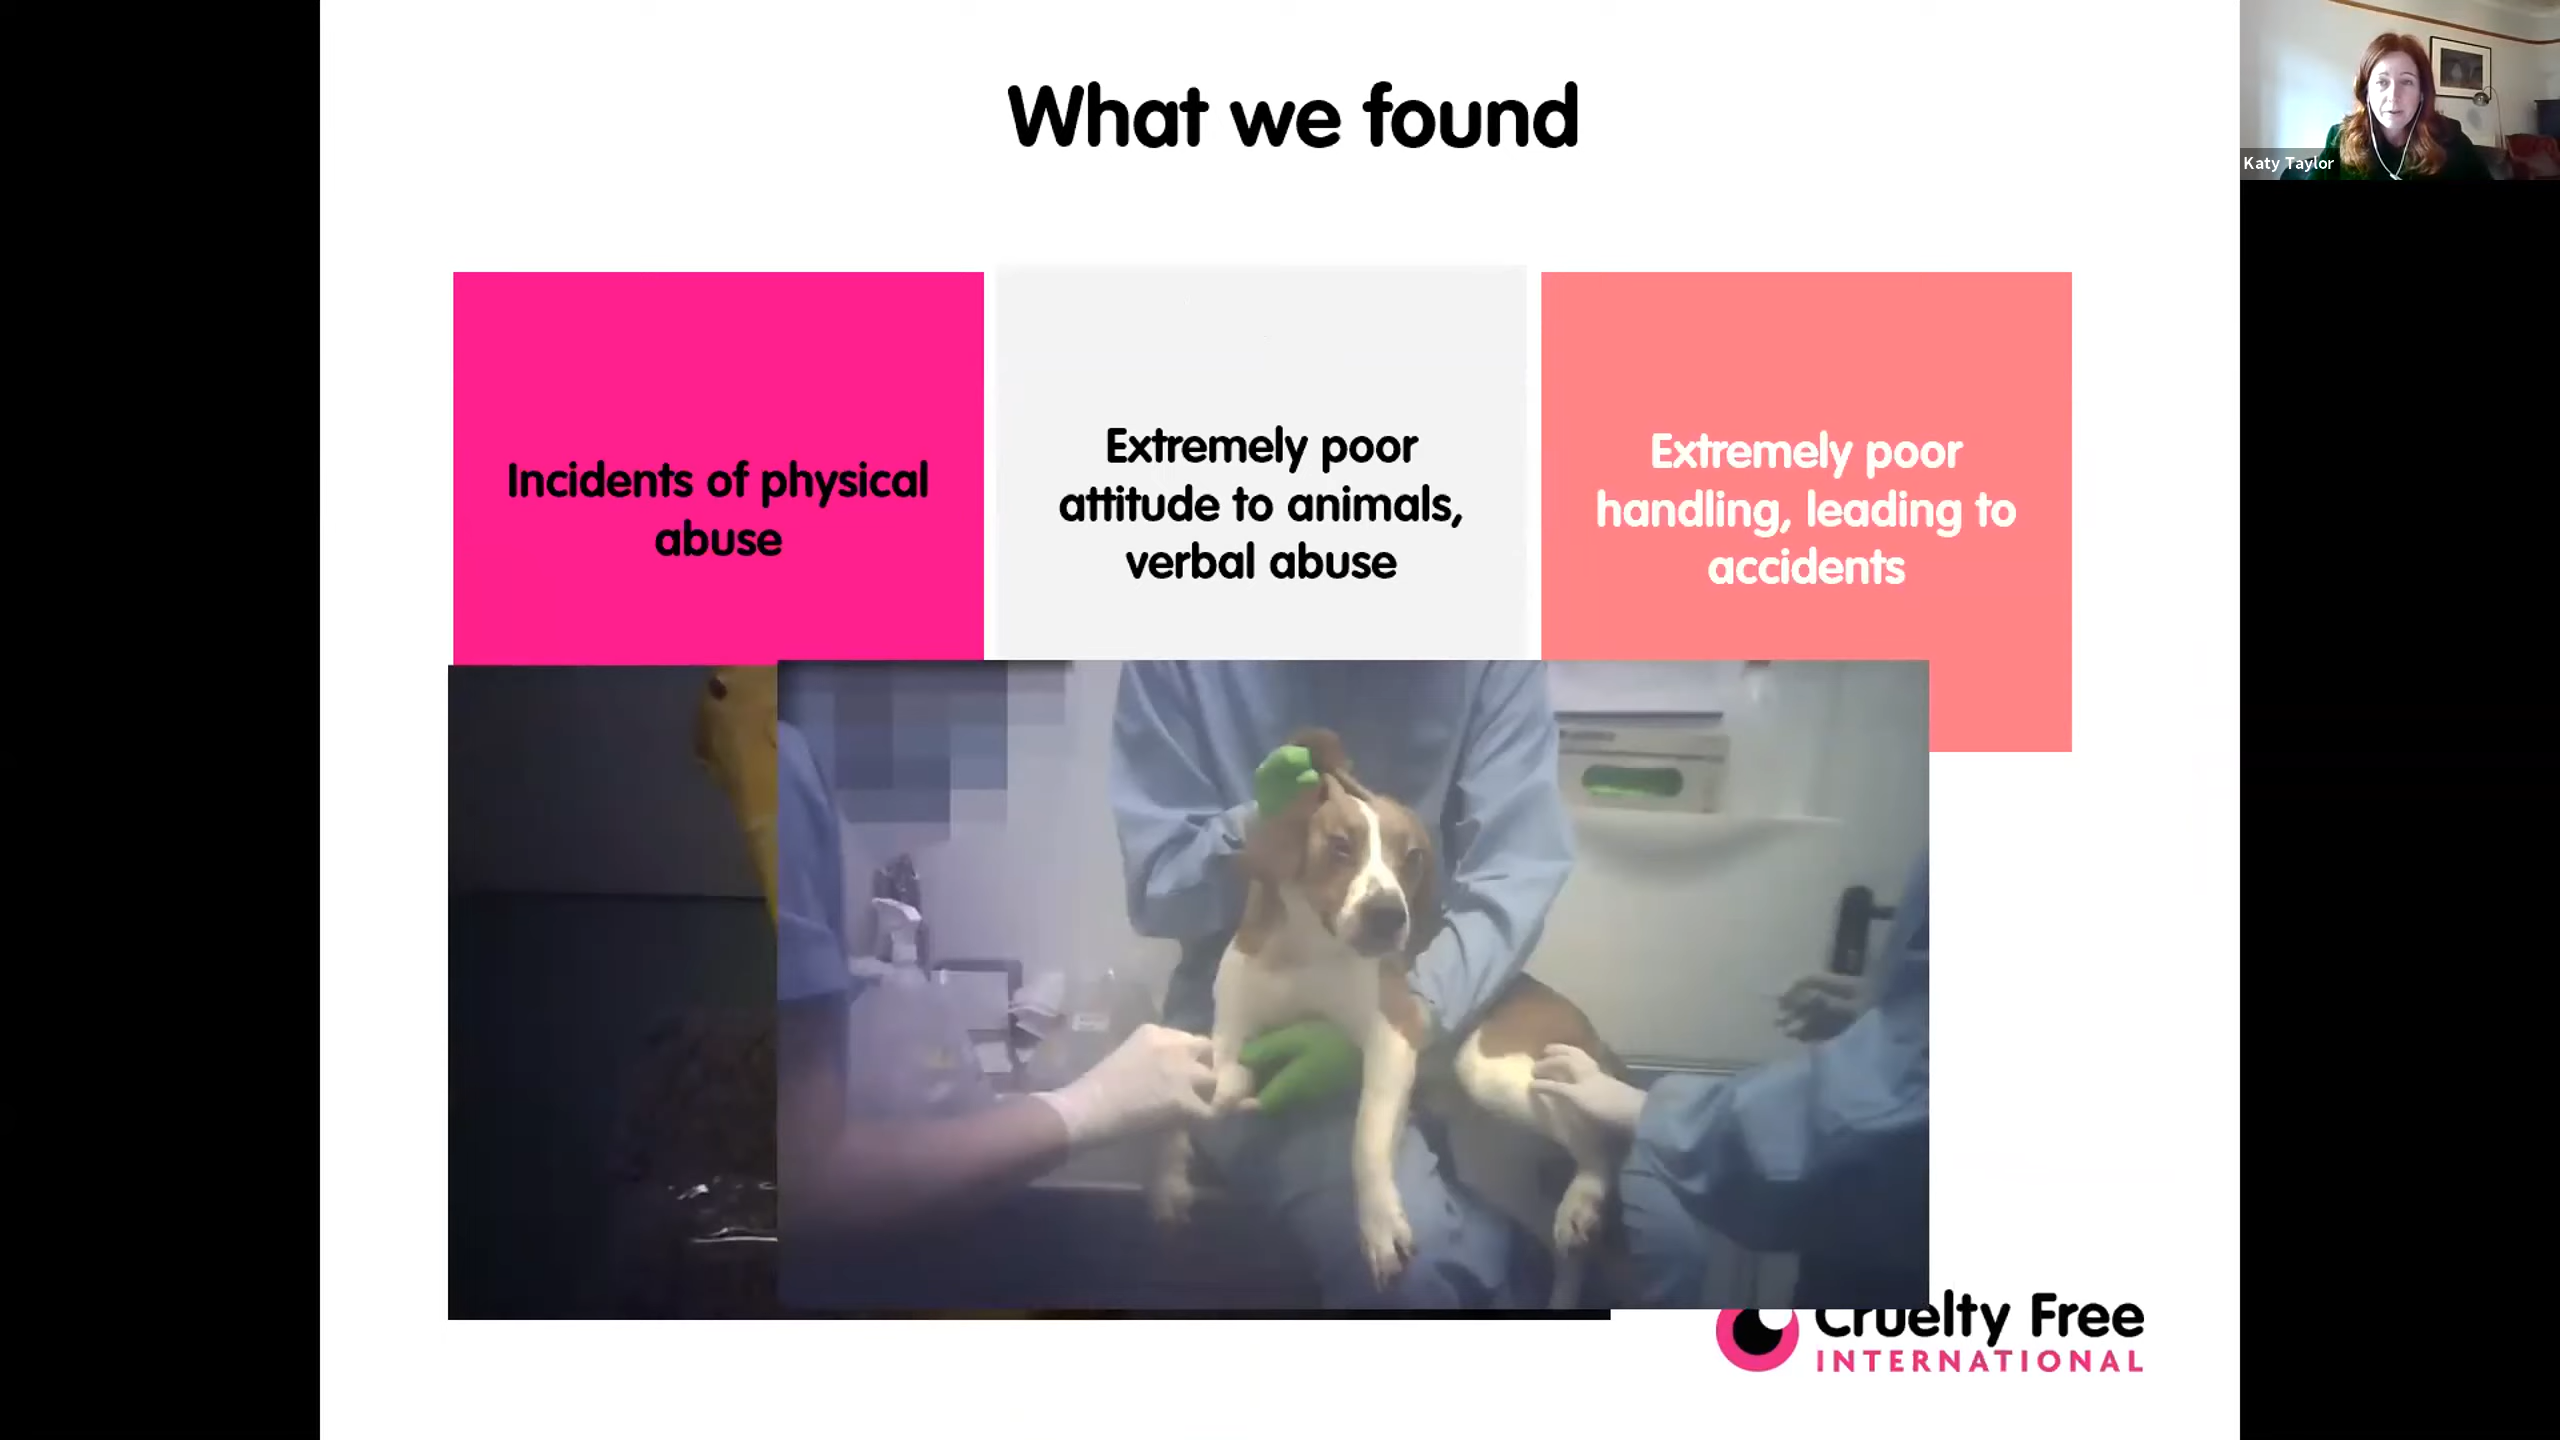 What we found
Katy Taylor
Incidents of physical
abuse
Extremely poor
attitude to animals,
verbal abuse
Extremely poor
handling, leading to
accidents
Cruelty Free
INTERNATIONAL